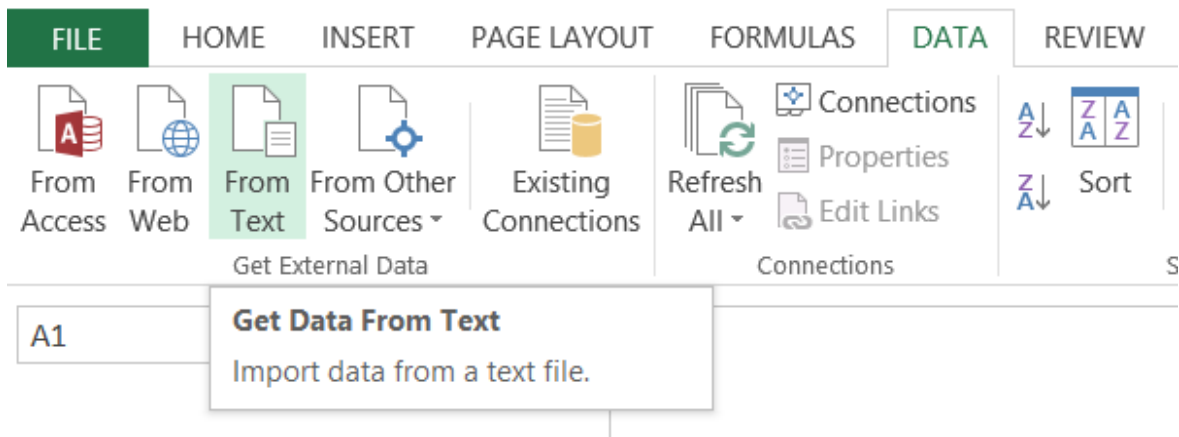 FILE HOME INSERT PAGE LAYOUT FORMULAS DATA REVIEW
From Access
From Web
From Text
From Other Sources
Existing Connections
Refresh All
Connections
Properties
Edit Links
A Z
Z A
Z A A Z
Sort
Get External Data
Connections
S
A1
Get Data From Text
Import data from a text file.